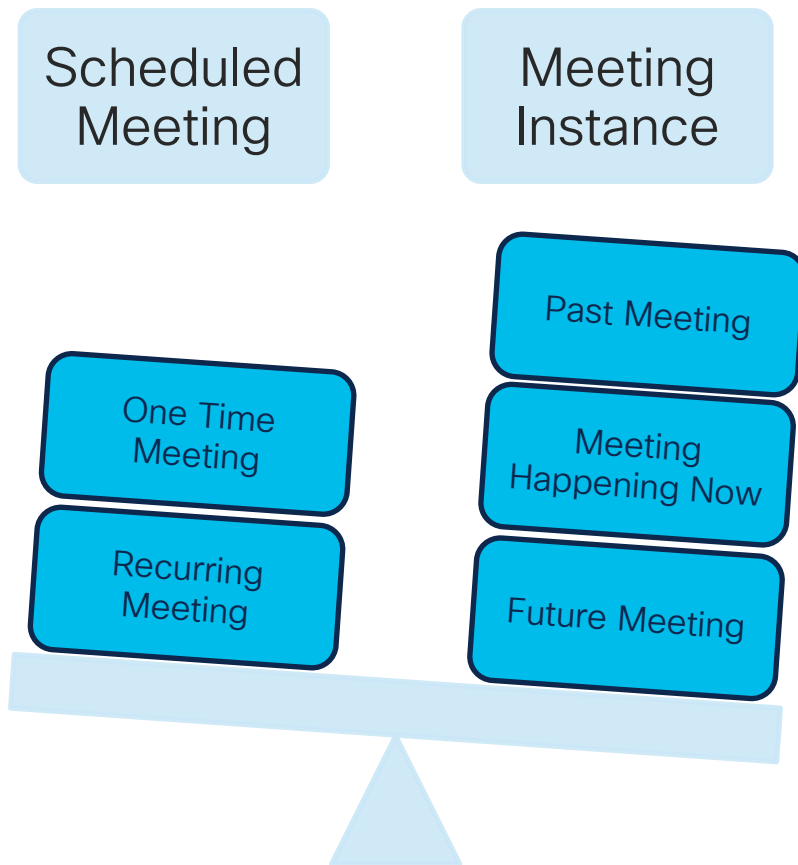 Scheduled
Meeting
Meeting
Instance
One Time
Meeting
Recurring
Meeting
Past Meeting
Meeting
Happening Now
Future Meeting